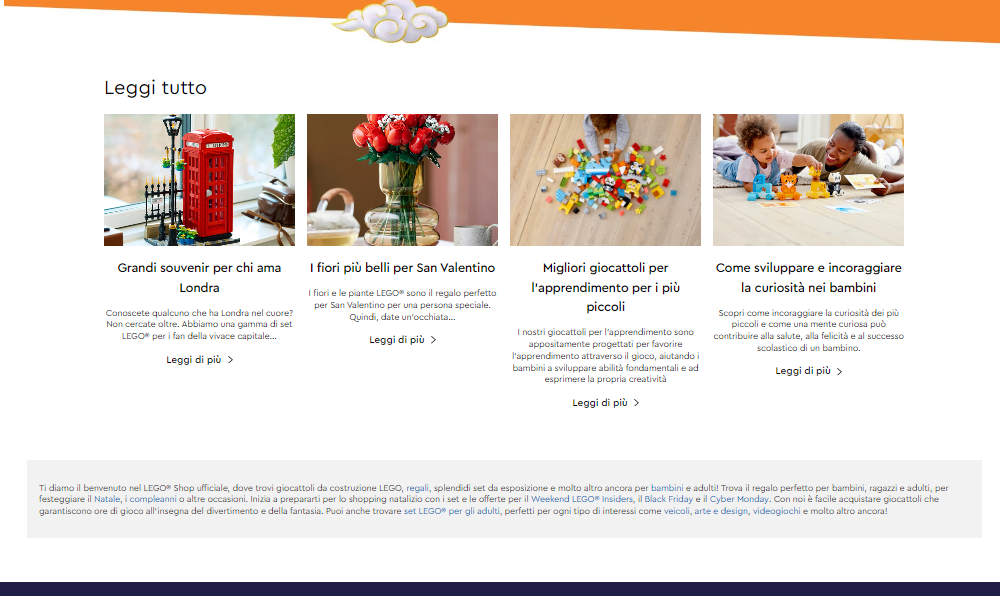 Leggi tutto
Grandi souvenir per chi ama
Londra
Conoscete qualcuno che ha Londra nel cuore?
Non cercate oltre. Abbiamo una gamma di set
LEGO® per i fan della vivace capitale...
Leggi di più
I fiori più belli per San Valentino
I fiori e le piante LEGO® sono il regalo perfetto
per San Valentino per una persona speciale.
Quindi, date un'occhiata...
Leggi di più
Migliori giocattoli per
l'apprendimento per i più
piccoli
I nostri giocattoli per l'apprendimento sono
appositamente progettati per favorire
l'apprendimento attraverso il gioco, aiutando i
bambini a sviluppare abilità fondamentali e ad
esprimere la propria creatività
Leggi di più
Come sviluppare e incoraggiare
la curiosità nei bambini
Scopri come incoraggiare la curiosità dei più
piccoli e come una mente curiosa può
contribuire alla salute, alla felicità e al successo
scolastico di un bambino.
Leggi di più
Ti diamo il benvenuto nel LEGO® Shop ufficiale, dove trovi giocattoli da costruzione LEGO, regali, splendidi set da esposizione e molto altro ancora per bambini e adulti! Trova il regalo perfetto per bambini, ragazzi e adulti, per
festeggiare il Natale, i compleanni o altre occasioni. Inizia a prepararti per lo shopping natalizio con i set e le offerte per il Weekend LEGO® Insiders, il Black Friday e il Cyber Monday. Con noi è facile acquistare giocattoli che
garantiscono ore di gioco all'insegna del divertimento e della fantasia. Puoi anche trovare set LEGO® per gli adulti, perfetti per ogni tipo di interessi come veicoli, arte e design, videogiochi e molto altro ancora!